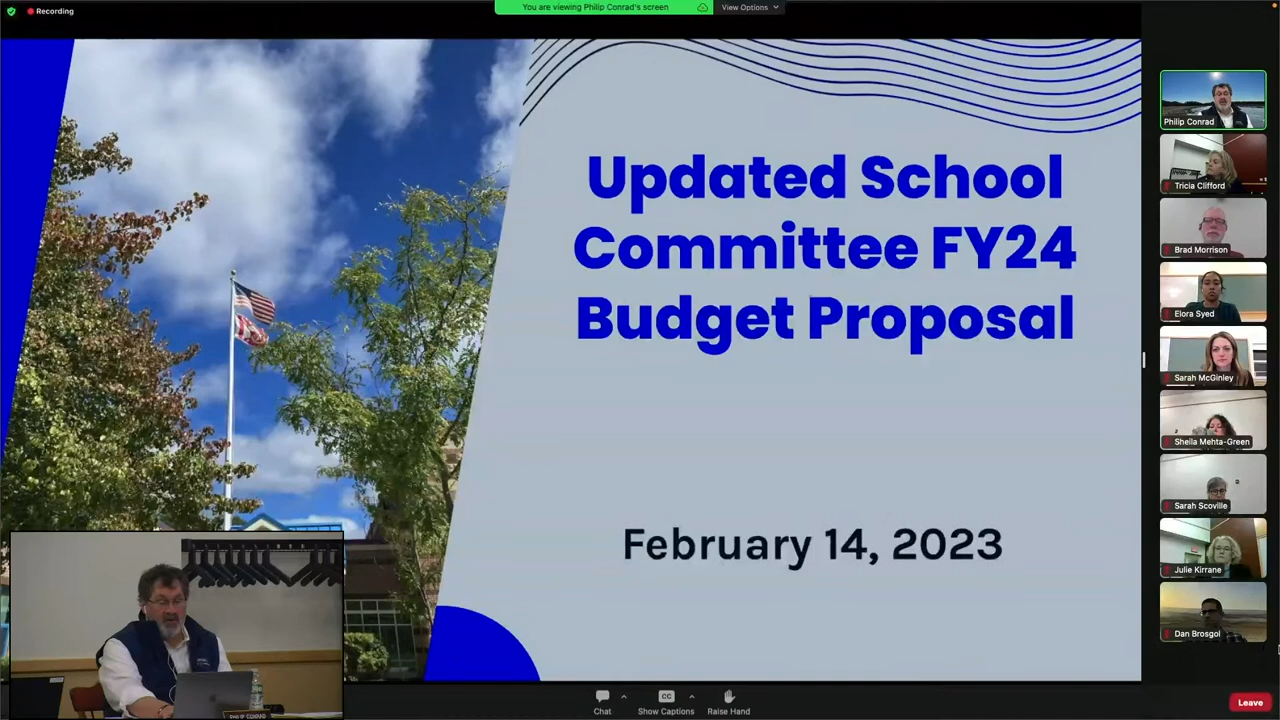 Recording
You are viewing Philip Conrad's screen
View Options
Updated School
Committee FY24
Budget Proposal
February 14, 2023
Philip Conrad
Tricia Clifford
Brad Morrison
Elora Syed
Sarah McGinley
Sheila Mehta-Green
Sarah Scoville
Julie Kirrane
Dan Brosgol
CC
Chat
Show Captions
Raise Hand
Leave